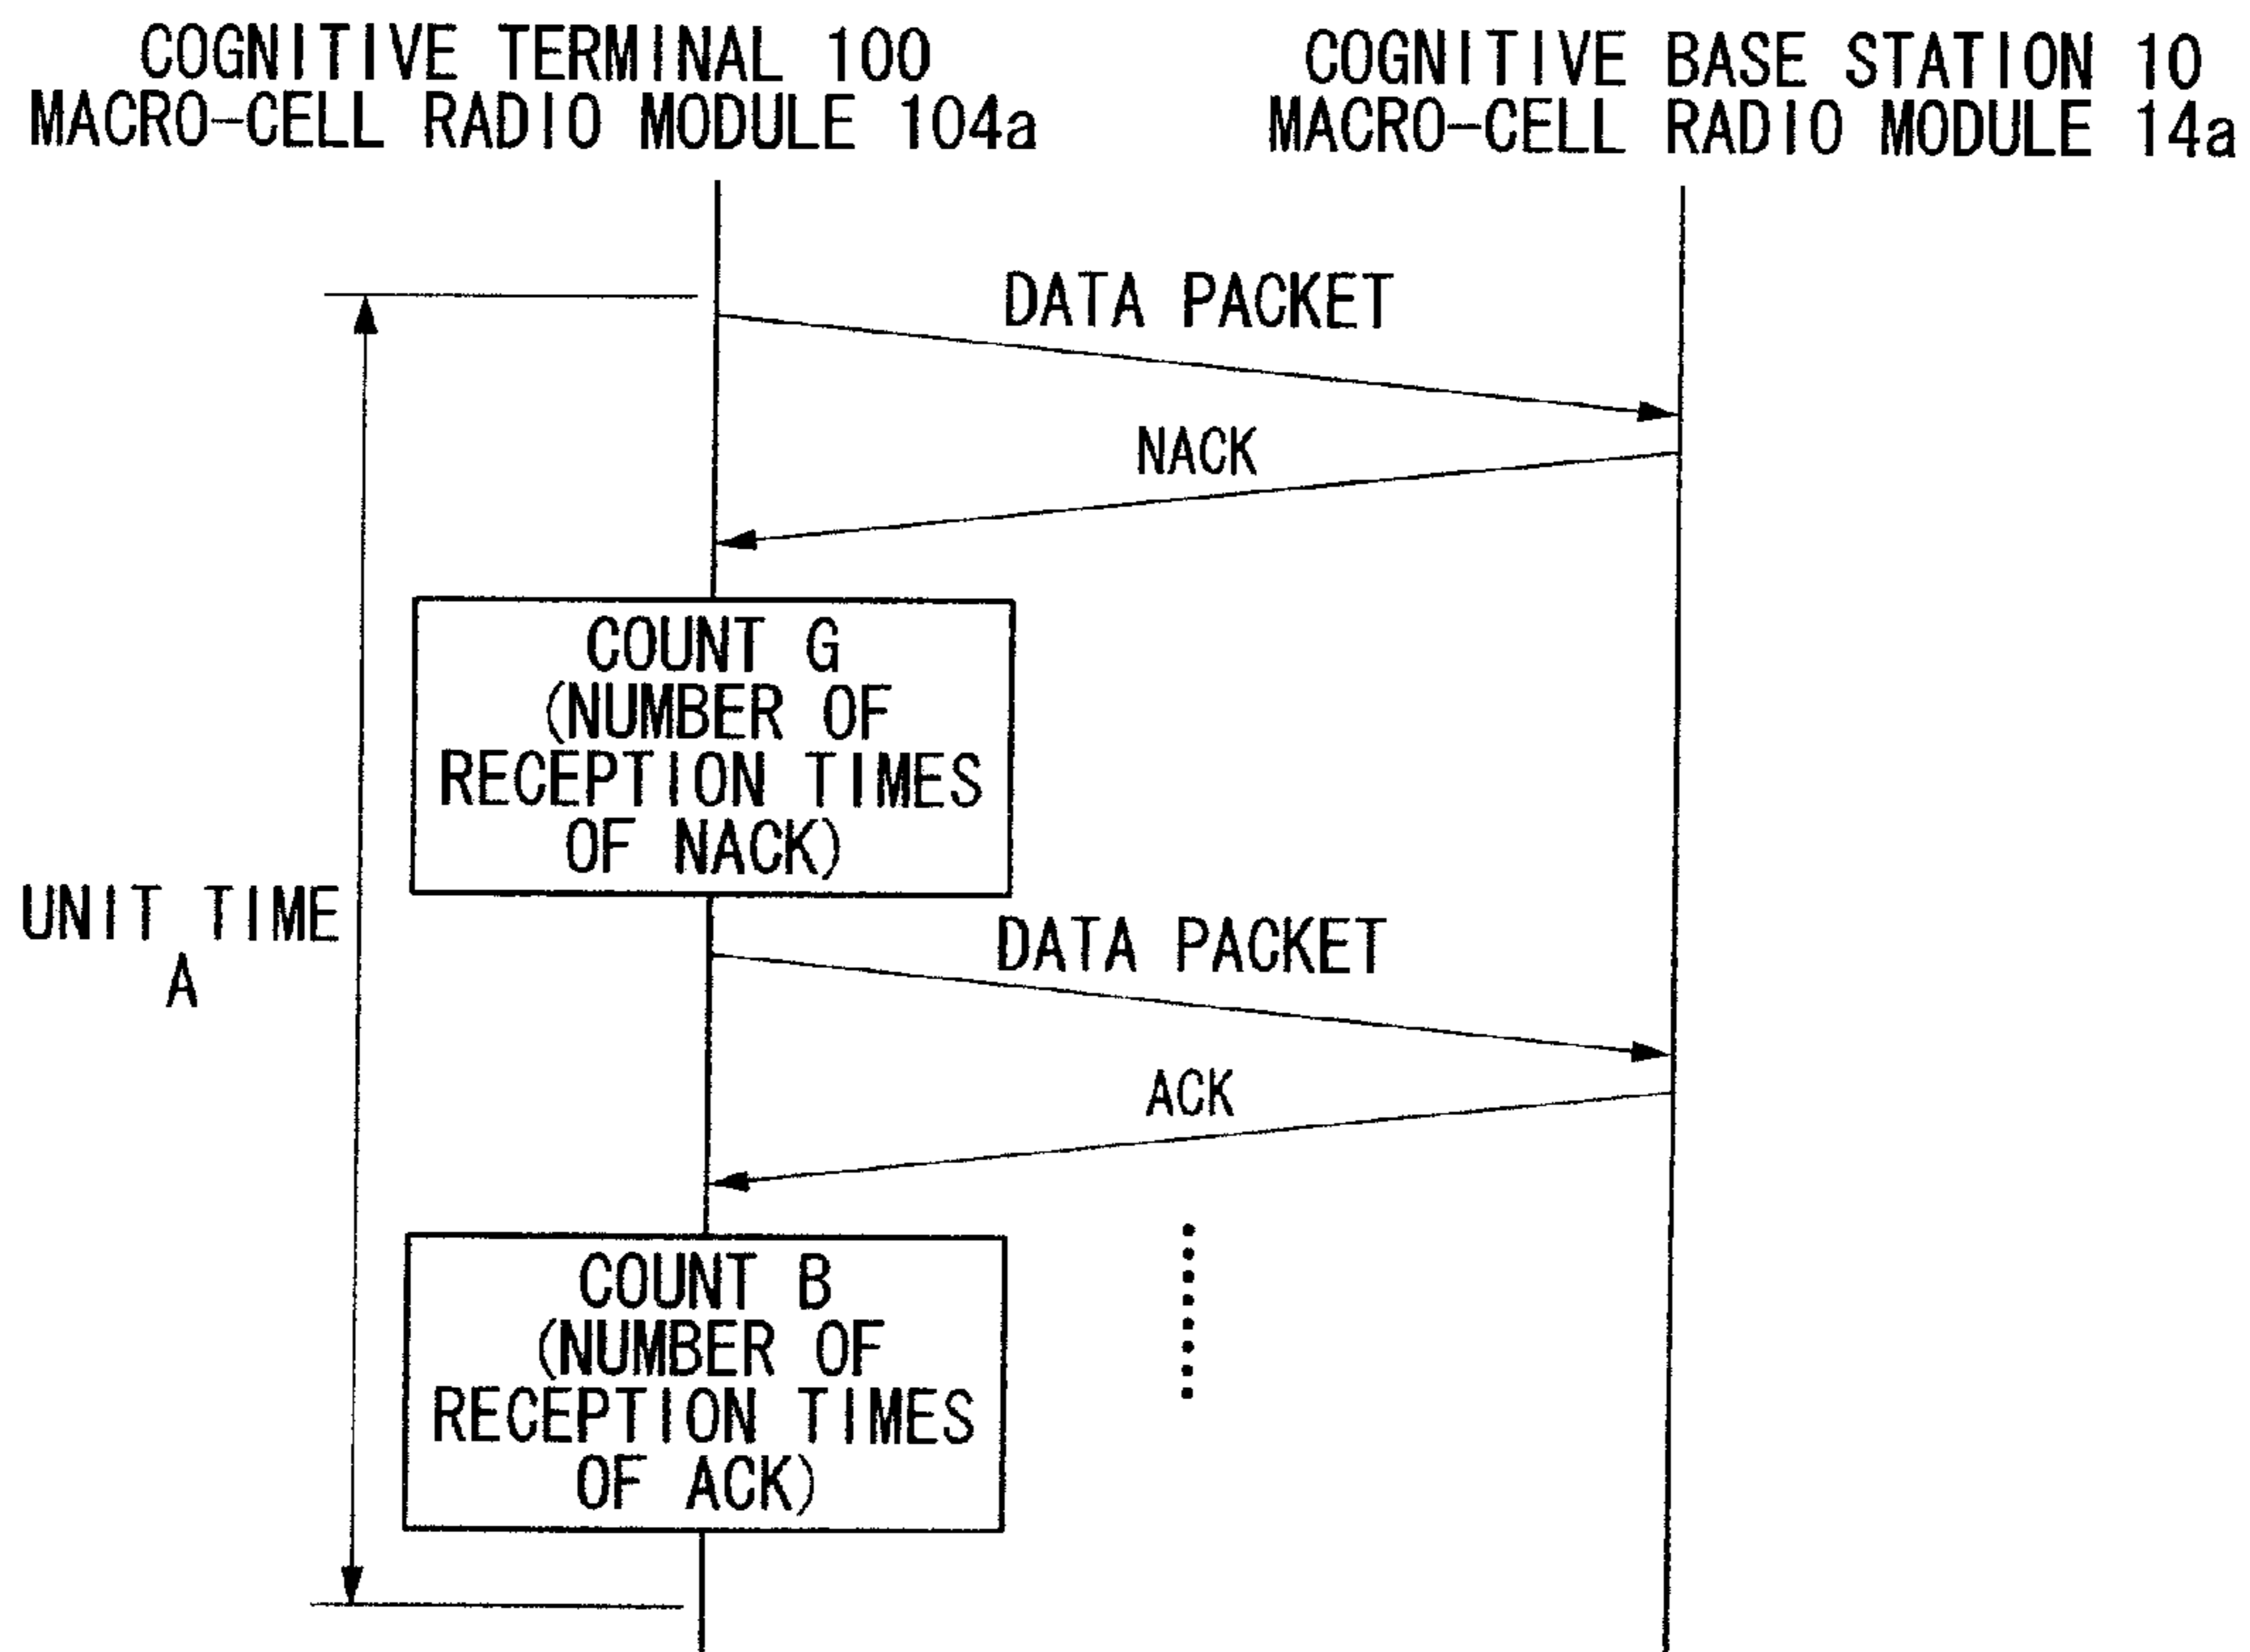 COGNITIVE TERMINAL 100
MACRO-CELL RADIO MODULE 104a
COGNITIVE BASE STATION 10
MACRO-CELL RADIO MODULE 14a
DATA PACKET
NACK
COUNT G
(NUMBER OF
RECEPTION TIMES
OF NACK)
UNIT TIME
A
DATA PACKET
ACK
COUNT B
(NUMBER OF
RECEPTION TIMES
OF ACK)